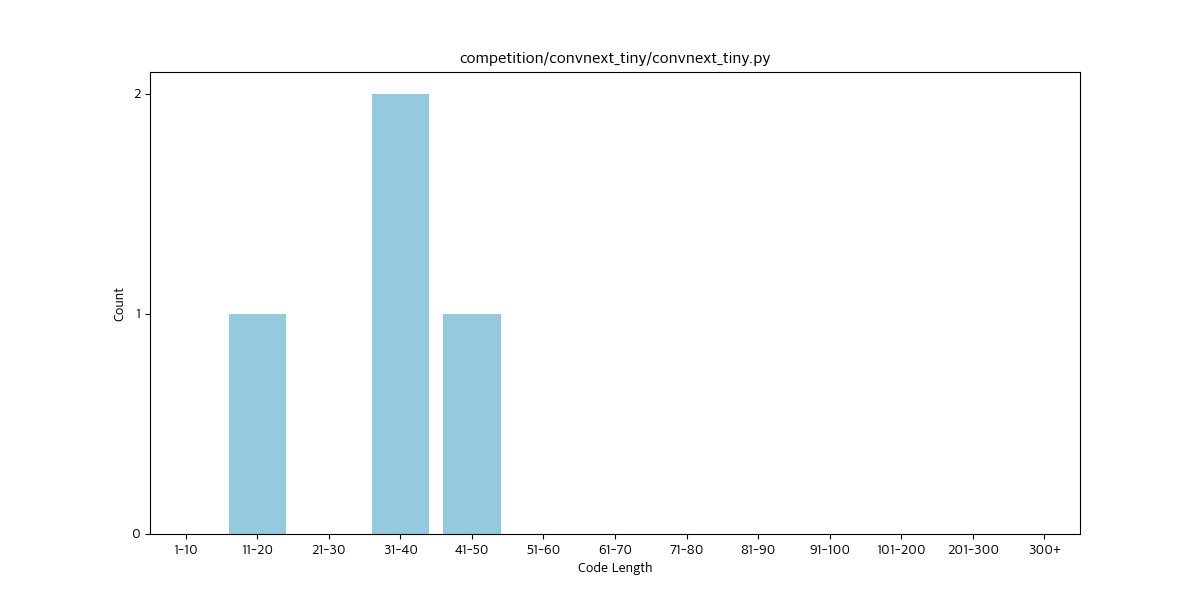 competition/convnext_tiny/convnext_tiny.py
2
1
0
Count
1-10 11-20 21-30 31-40 41-50 51-60 61-70 71-80 81-90 91-100 101-200 201-300 300+
Code Length